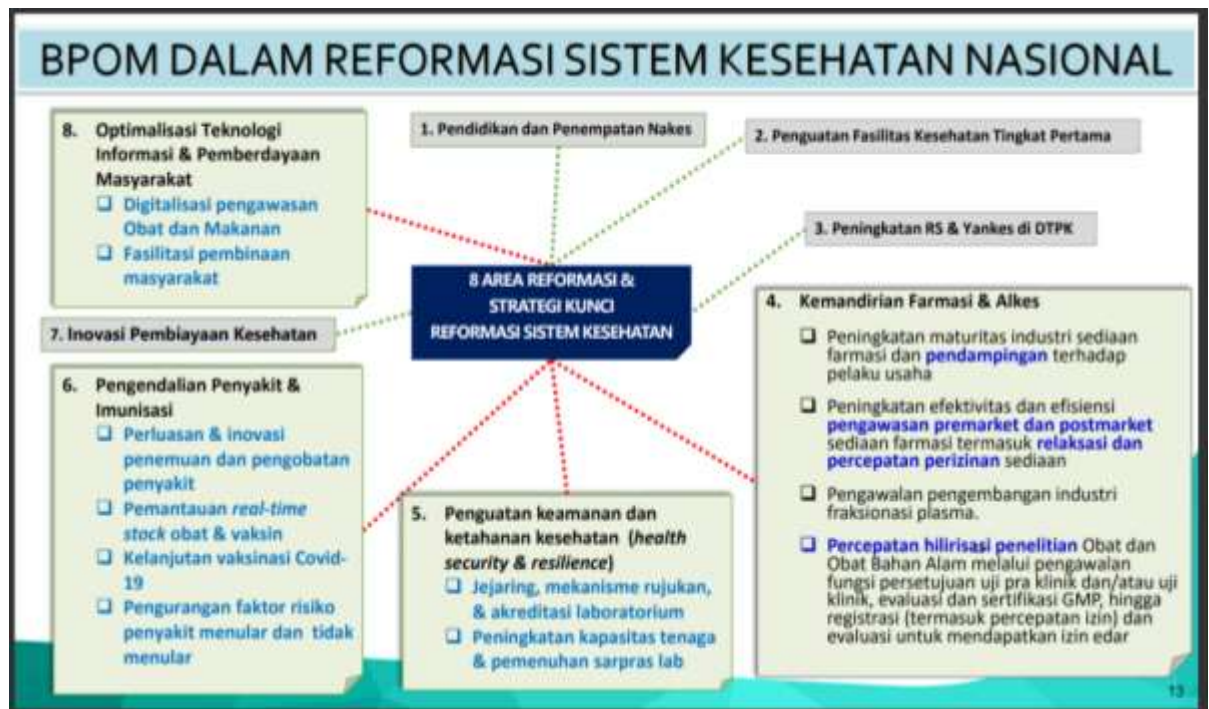 BPOM DALAM REFORMASI SISTEM KESEHATAN NASIONAL
8. Optimalisasi Teknologi
Informasi & Pemberdayaan
Masyarakat
❑ Digitalisasi pengawasan
Obat dan Makanan
❑ Fasilitasi pembinaan
masyarakat
1. Pendidikan dan Penempatan Nakes
2. Penguatan Fasilitas Kesehatan Tingkat Pertama
3. Peningkatan RS & Yankes di DTPK
8 AREA REFORMASI &
STRATEGI KUNCI
REFORMASI SISTEM KESEHATAN
7. Inovasi Pembiayaan Kesehatan
4. Kemandirian Farmasi & Alkes
❑ Peningkatan maturitas industri sediaan
farmasi dan pendampingan terhadap
pelaku usaha
❑ Peningkatan efektivitas dan efisiensi
pengawasan premarket dan postmarket
sediaan farmasi termasuk relaksasi dan
percepatan perizinan sediaan
❑ Pengawalan pengembangan industri
fraksionasi plasma.
❑ Percepatan hilirisasi penelitian Obat dan
Obat Bahan Alam melalui pengawalan
fungsi persetujuan uji pra klinik dan/atau uji
klinik, evaluasi dan sertifikasi GMP, hingga
registrasi (termasuk percepatan izin) dan
evaluasi untuk mendapatkan izin edar
6. Pengendalian Penyakit &
Imunisasi
❑ Perluasan & inovasi
penemuan dan pengobatan
penyakit
❑ Pemantauan real-time
stock obat & vaksin
❑ Kelanjutan vaksinasi Covid-
19
❑ Pengurangan faktor risiko
penyakit menular dan tidak
menular
5. Penguatan keamanan dan
ketahanan kesehatan (health
security & resilience)
❑ Jejaring, mekanisme rujukan,
& akreditasi laboratorium
❑ Peningkatan kapasitas tenaga
& pemenuhan sarpras lab
13